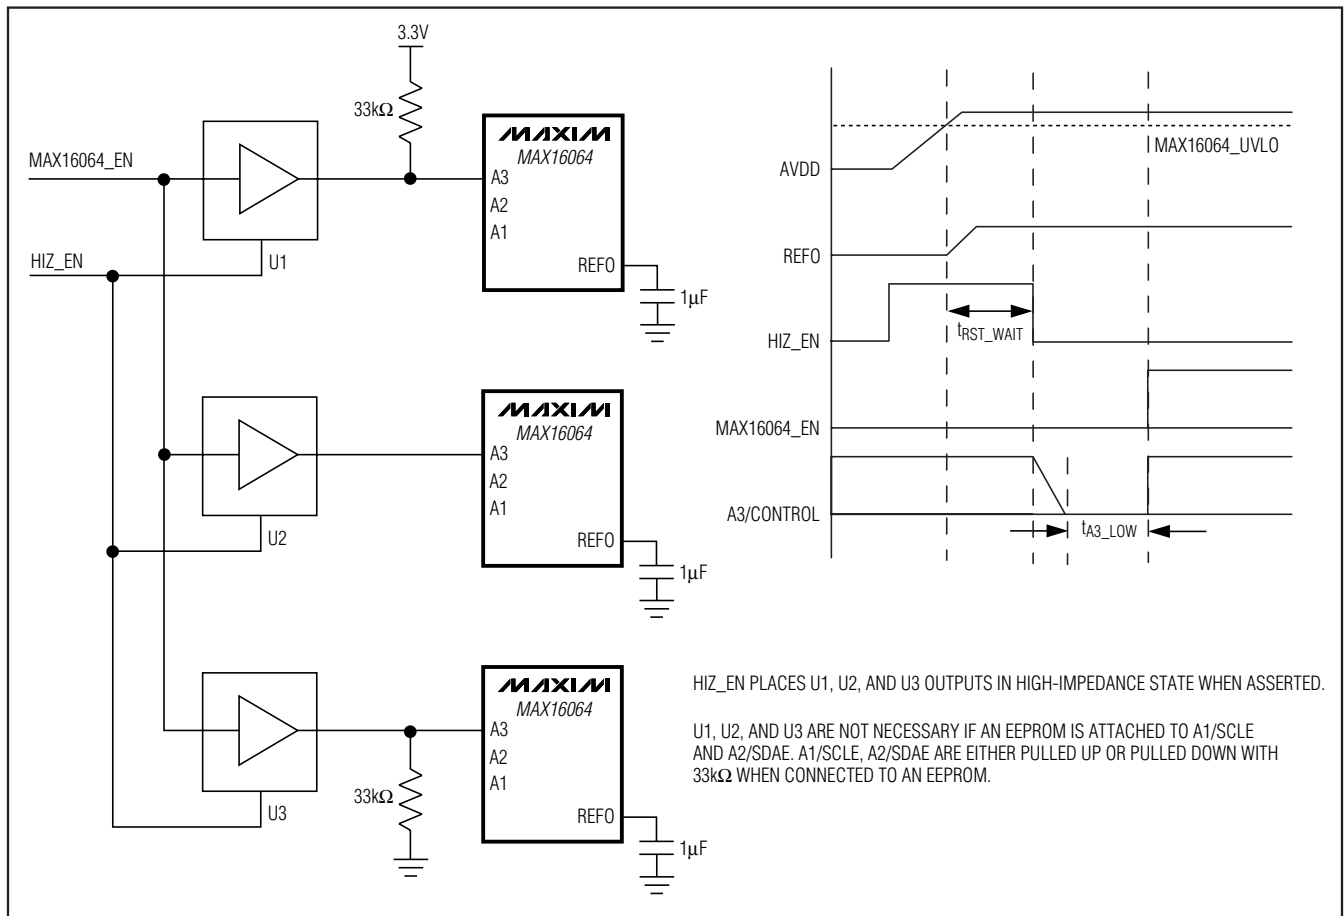 3.3V
33kΩ
MAXIM
MAX16064
MAX16064_EN
A3
A2
A1
HIZ_EN
U1
REFO
1µF
MAXIM
MAX16064
A3
A2
A1
U2
REFO
1µF
MAXIM
MAX16064
A3
A2
A1
33kΩ
U3
REFO
1µF
MAX16064_UVLO
AVDD
REFO
tRST_WAIT
HIZ_EN
MAX16064_EN
A3/CONTROL
tA3_LOW
HIZ_EN PLACES U1, U2, AND U3 OUTPUTS IN HIGH-IMPEDANCE STATE WHEN ASSERTED.
U1, U2, AND U3 ARE NOT NECESSARY IF AN EEPROM IS ATTACHED TO A1/SCLE
AND A2/SDAE. A1/SCLE, A2/SDAE ARE EITHER PULLED UP OR PULLED DOWN WITH
33kΩ WHEN CONNECTED TO AN EEPROM.